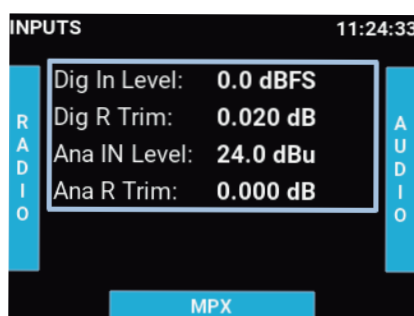 INPUTS 11:24:33
Dig In Level: 0.0 dBFS
Dig R Trim: 0.020 dB
Ana IN Level: 24.0 dBu
Ana R Trim: 0.000 dB
RADIO
AUDIO
MPX